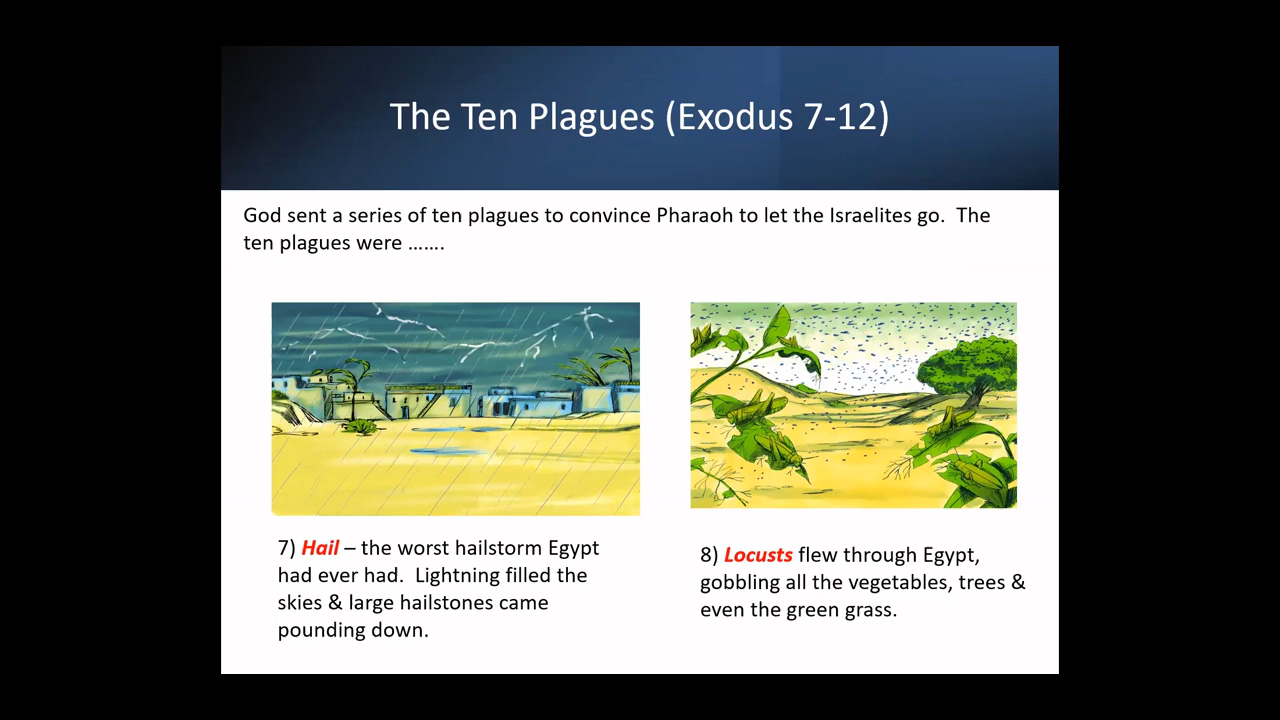 The Ten Plagues (Exodus 7-12)
God sent a series of ten plagues to convince Pharaoh to let the Israelites go.  The
ten plagues were …….
7) Hail – the worst hailstorm Egypt
had ever had.  Lightning filled the
skies & large hailstones came
pounding down.
8) Locusts flew through Egypt,
gobbling all the vegetables, trees &
even the green grass.